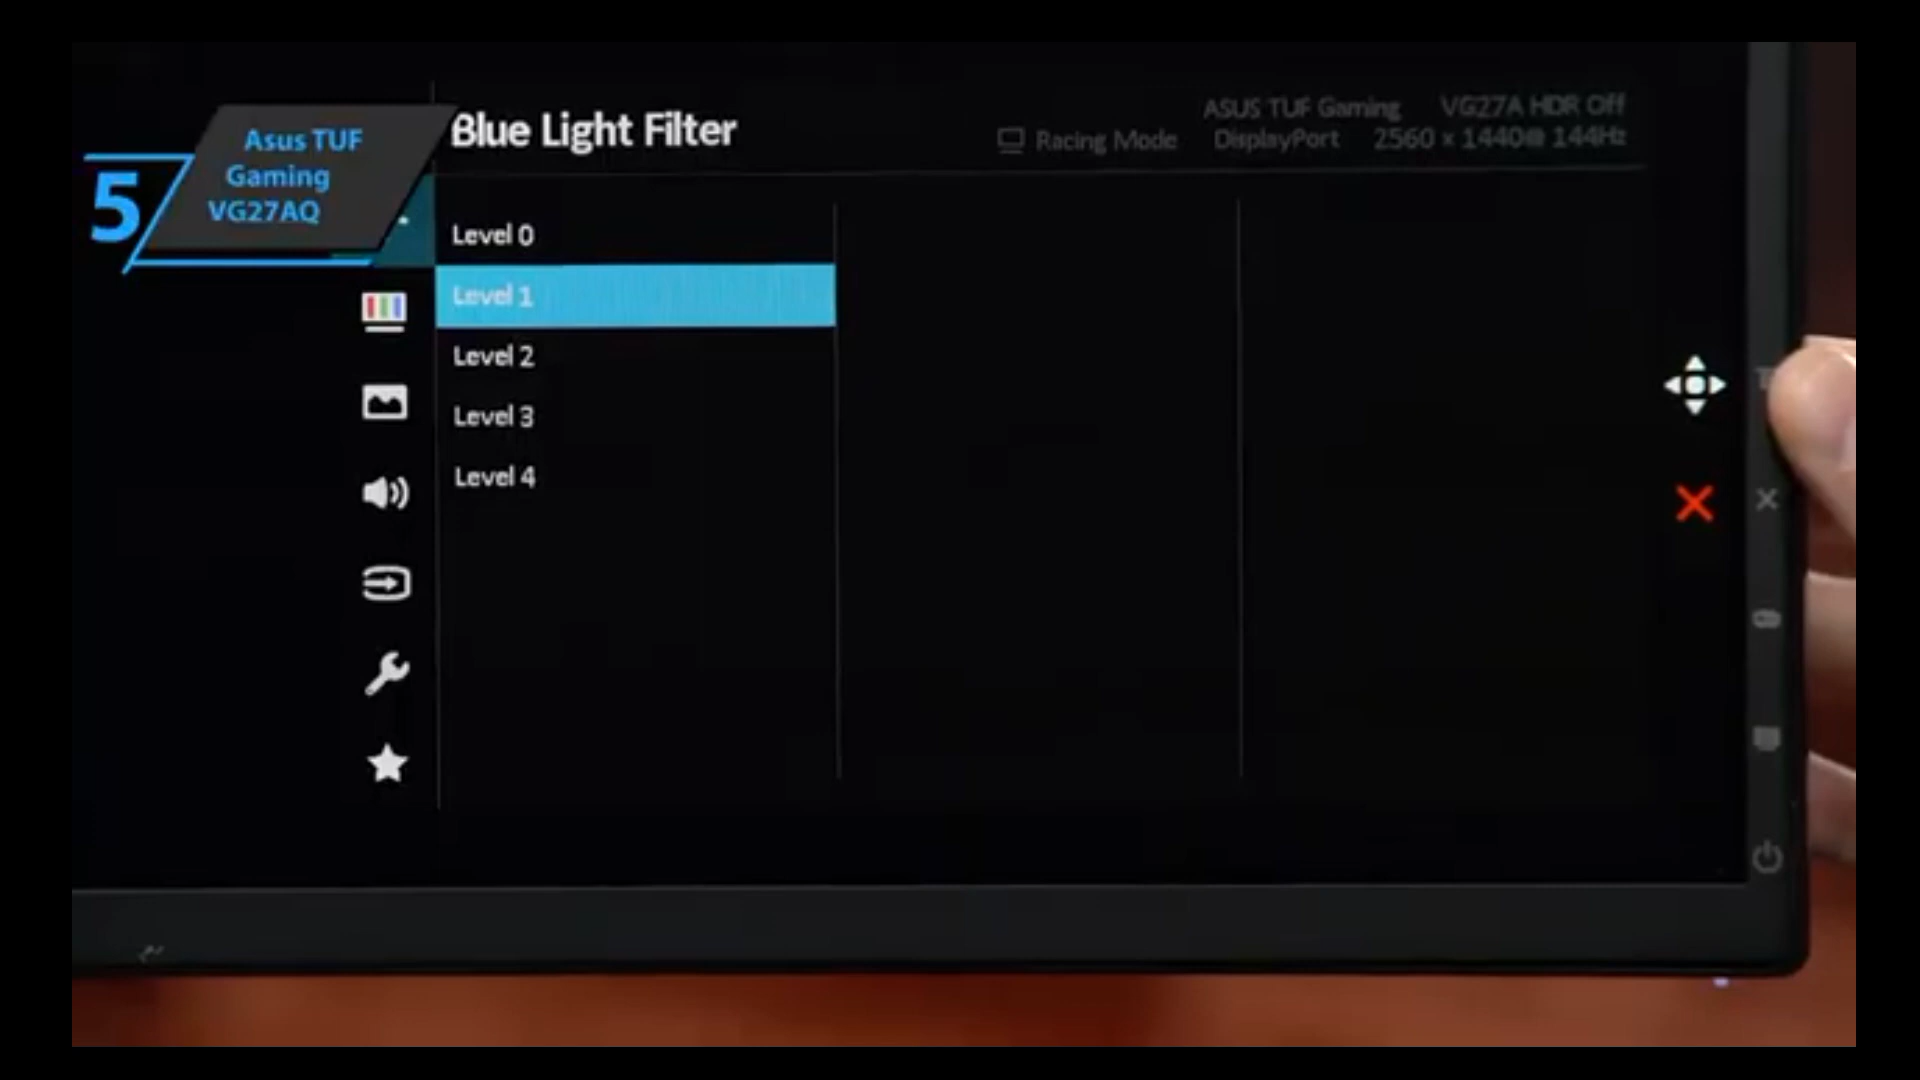 5
Asus TUF
Gaming
VG27AQ
Blue Light Filter
ASUS TUF Gaming VG27A HDR Off
Racing Mode DisplayPort 2560 x 1440@ 144Hz
Level 0
Level 1
Level 2
Level 3
Level 4